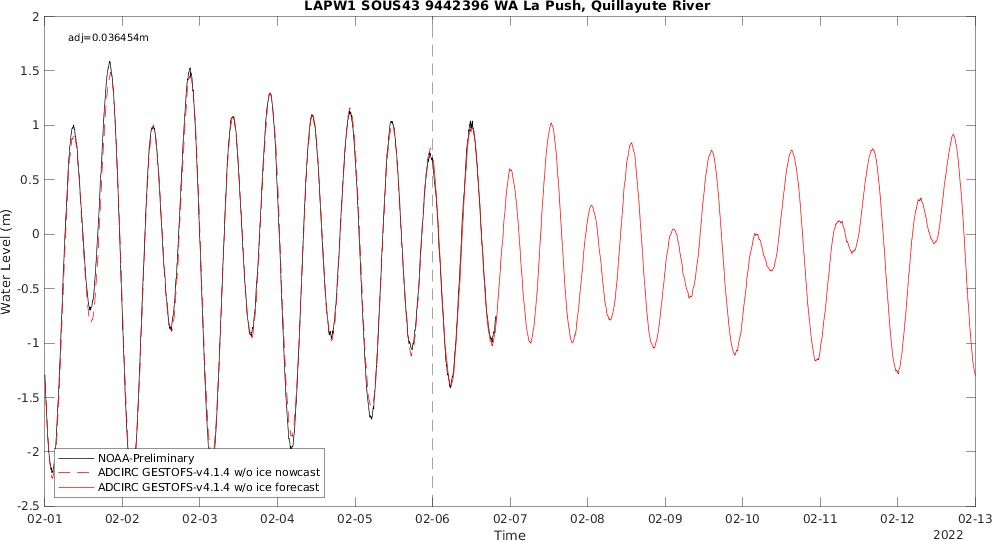 LAPW1 SOUS43 9442396 WA La Push, Quillayute River
adj=0.036454m
2
1.5
1
0.5
0
-0.5
-1
-1.5
-2
-2.5
Water Level (m)
NOAA-Preliminary
ADCIRC GESTOFS-v4.1.4 w/o ice nowcast
ADCIRC GESTOFS-v4.1.4 w/o ice forecast
02-01 02-02 02-03 02-04 02-05 02-06 02-07 02-08 02-09 02-10 02-11 02-12 02-13
Time
2022